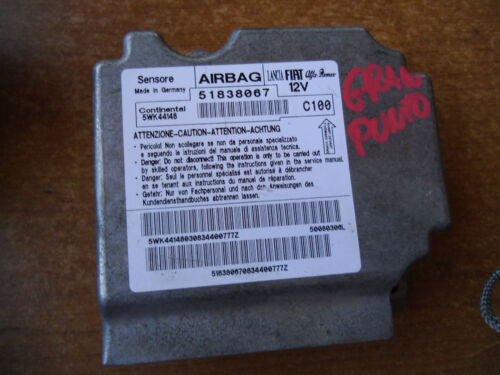 Sensore AIRBAG LANCIA FIAT Alfa Romeo
Made in Germany 51838067 12V
Continental
5WK44148 C100
ATTENZIONE-CAUTION-ATTENTION-ACHTUNG
- Pericolo! Non scollegare se non da personale specializzato
e seguendo le istruzioni del manuale di assistenza tecnica.
- Danger: Do not disconnect! This operation is only to be carried out
by skilled operators, following instructions given in the service manual.
- Danger: Seul le personnel spécialisé est autorisé à débrancher
en se tenant aux instructions du manual de réparation.
- Gefahr: Nur von Fachpersonal und nach den Anweisungen des
Kundendiensthandbuches abtrennen lassen.
5WK44148030834400777Z 50080306L
5183806708344007777Z
GRAN
PUNTO